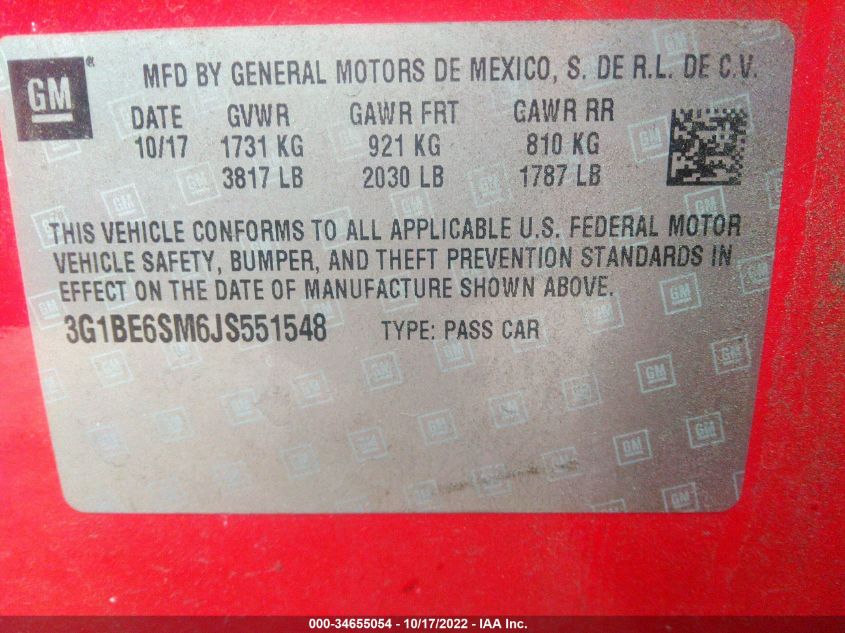 GM ®
MFD BY GENERAL MOTORS DE MEXICO, S. DE R.L. DE C.V.
DATE GVWR GAWR FRT GAWR RR
10/17 1731 KG 921 KG 810 KG
3817 LB 2030 LB 1787 LB
THIS VEHICLE CONFORMS TO ALL APPLICABLE U.S. FEDERAL MOTOR
VEHICLE SAFETY, BUMPER, AND THEFT PREVENTION STANDARDS IN
EFFECT ON THE DATE OF MANUFACTURE SHOWN ABOVE.
3G1BE6SM6JS551548 TYPE: PASS CAR
000-34655054 - 10/17/2022 - IAA Inc.